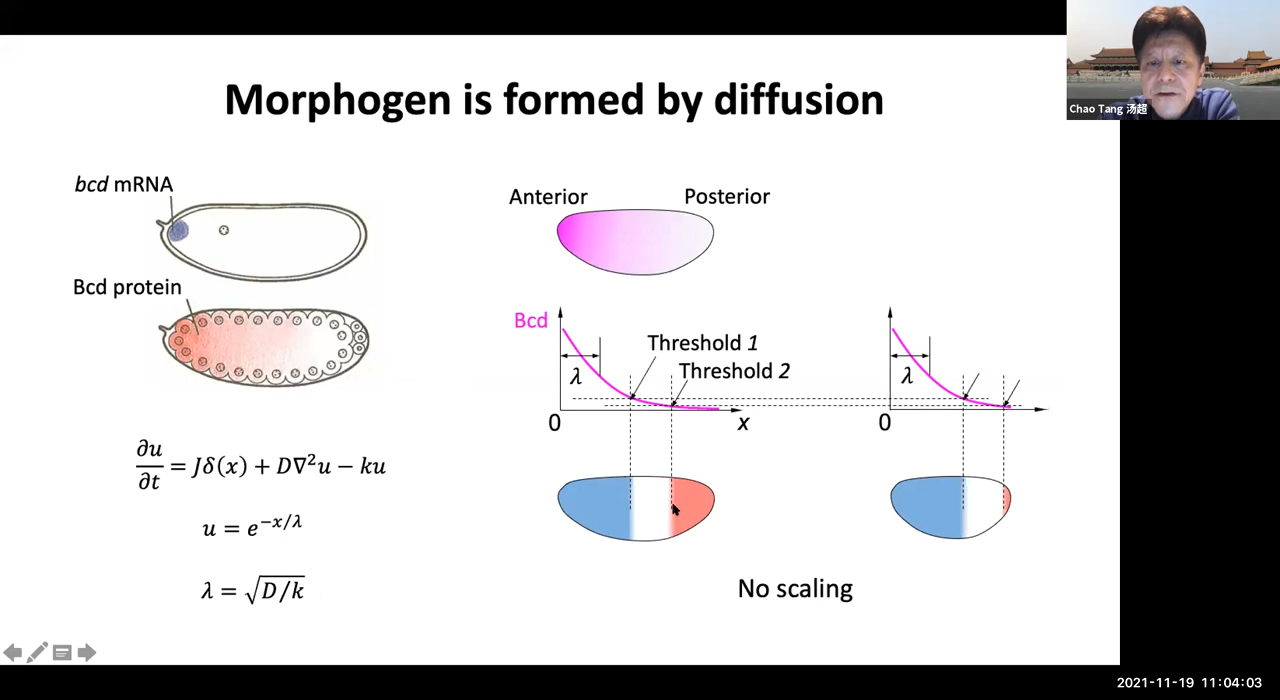 Morphogen is formed by diffusion
Chao Tang 汤超
bcd mRNA
Bcd protein
∂u/∂t = Jδ(x) + D∇²u − ku
u = e^{−x/λ}
λ = √(D/k)
Anterior
Posterior
Bcd
Threshold 1
Threshold 2
λ
0
x
λ
0
No scaling
2021-11-19 11:04:03